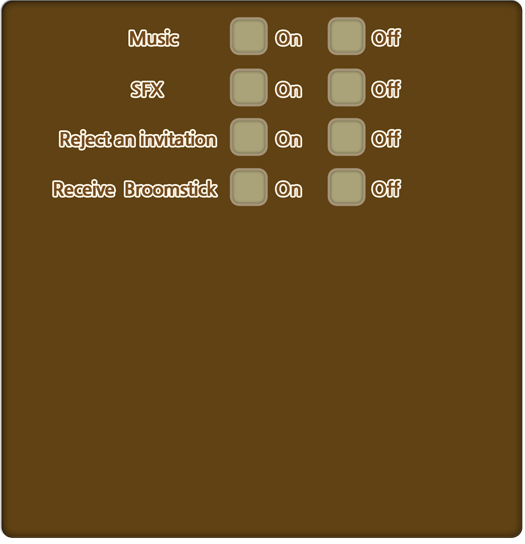 Music On Off
SFX On Off
Reject an invitation On Off
Receive Broomstick On Off